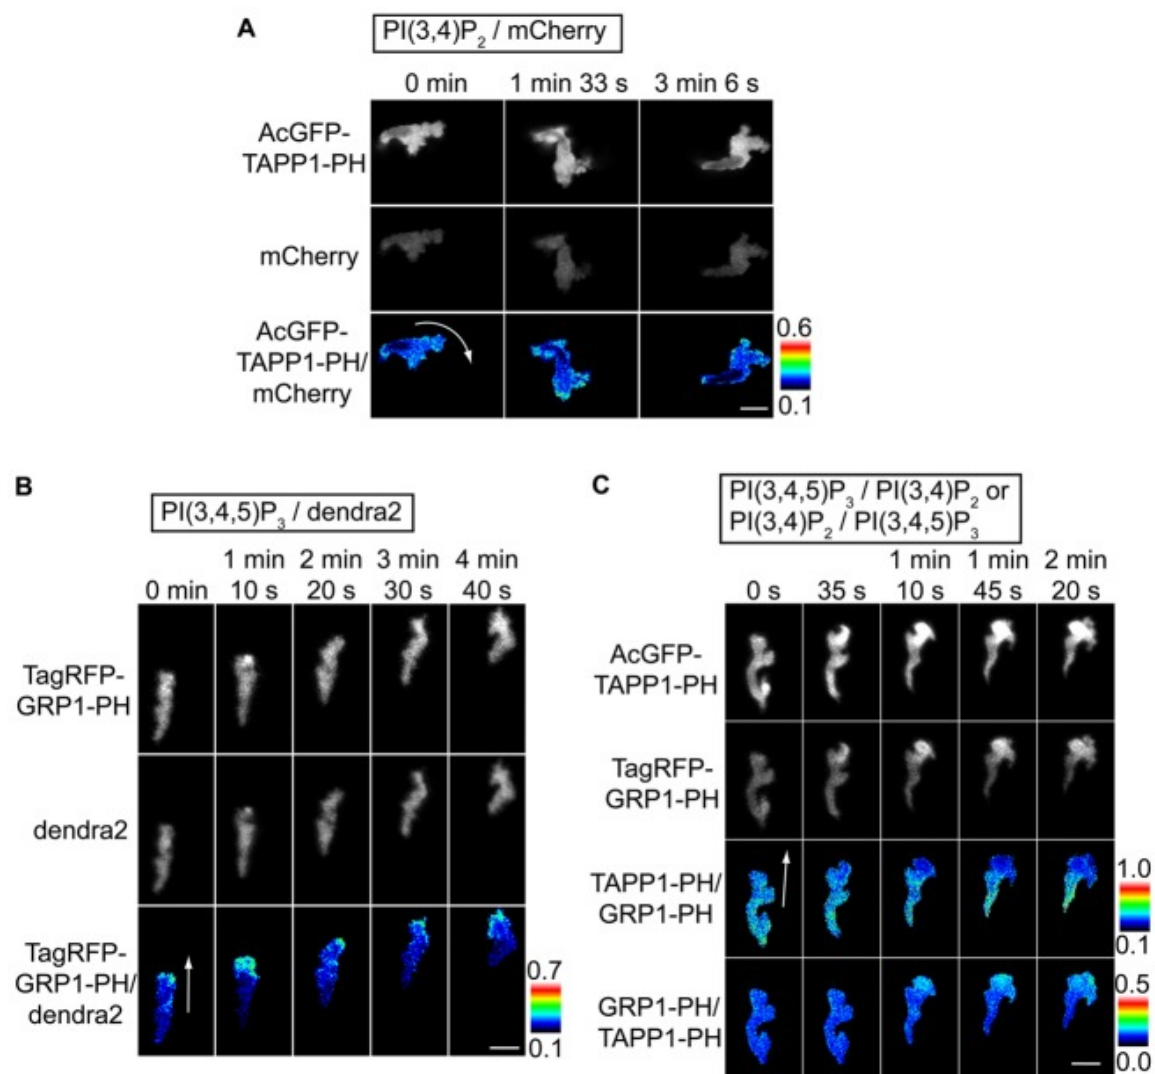 A
PI(3,4)P₂ / mCherry
0 min 1 min 33 s 3 min 6 s
AcGFP-
TAPP1-PH
mCherry
AcGFP-
TAPP1-PH/
mCherry
0.6
0.1
B
PI(3,4,5)P₃ / dendra2
1 min 2 min 3 min 4 min
0 min 10 s 20 s 30 s 40 s
TagRFP-
GRP1-PH
dendra2
TagRFP-
GRP1-PH/
dendra2
0.7
0.1
C
PI(3,4,5)P₃ / PI(3,4)P₂ or
PI(3,4)P₂ / PI(3,4,5)P₃
1 min 1 min 2 min
0 s 35 s 10 s 45 s 20 s
AcGFP-
TAPP1-PH
TagRFP-
GRP1-PH
TAPP1-PH/
GRP1-PH
1.0
0.1
GRP1-PH/
TAPP1-PH
0.5
0.0